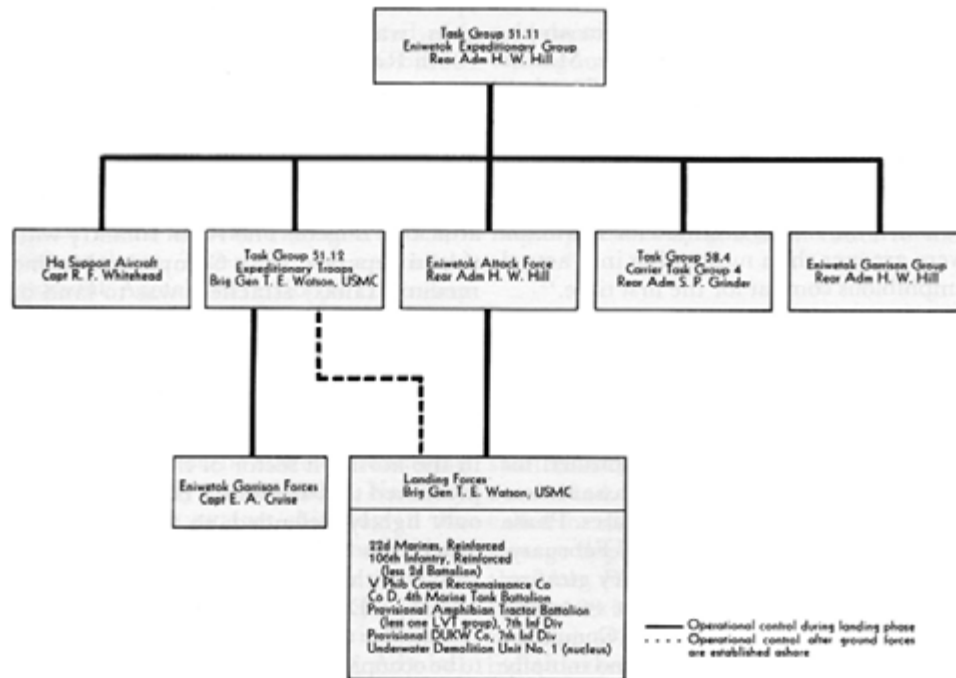 Task Group 51.11
Eniwetok Expeditionary Group
Rear Adm H. W. Hill
Hq Support Aircraft
Capt R. F. Whitehead
Task Group 51.12
Expeditionary Troops
Brig Gen T. E. Watson, USMC
Eniwetok Attack Force
Rear Adm H. W. Hill
Task Group 58.4
Carrier Task Group 4
Rear Adm S. P. Grinder
Eniwetok Garrison Group
Rear Adm H. W. Hill
Eniwetok Garrison Forces
Capt E. A. Cruise
Landing Forces
Brig Gen T. E. Watson, USMC
22d Marines, Reinforced
106th Infantry, Reinforced
(less 2d Battalion)
V Phib Corps Reconnaissance Co
Co D, 4th Marine Tank Battalion
Provisional Amphibian Tractor Battalion
(less one LVT group), 7th Inf Div
Provisional DUKW Co, 7th Inf Div
Underwater Demolition Unit No. 1 (nucleus)
Operational control during landing phase
Operational control after ground forces
are established ashore